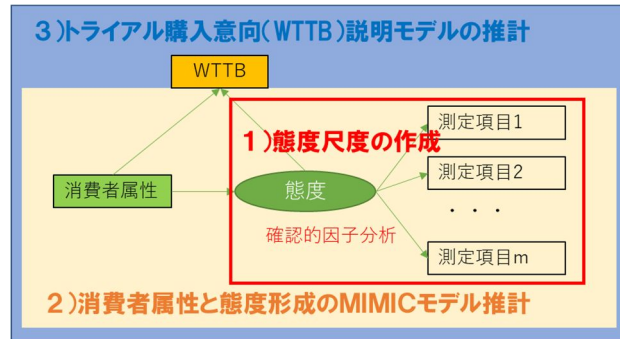 3)トライアル購入意向(WTTB)説明モデルの推計
WTTB
1)態度尺度の作成
測定項目1
測定項目2
・・・
測定項目m
消費者属性
態度
確認的因子分析
2)消費者属性と態度形成のMIMICモデル推計